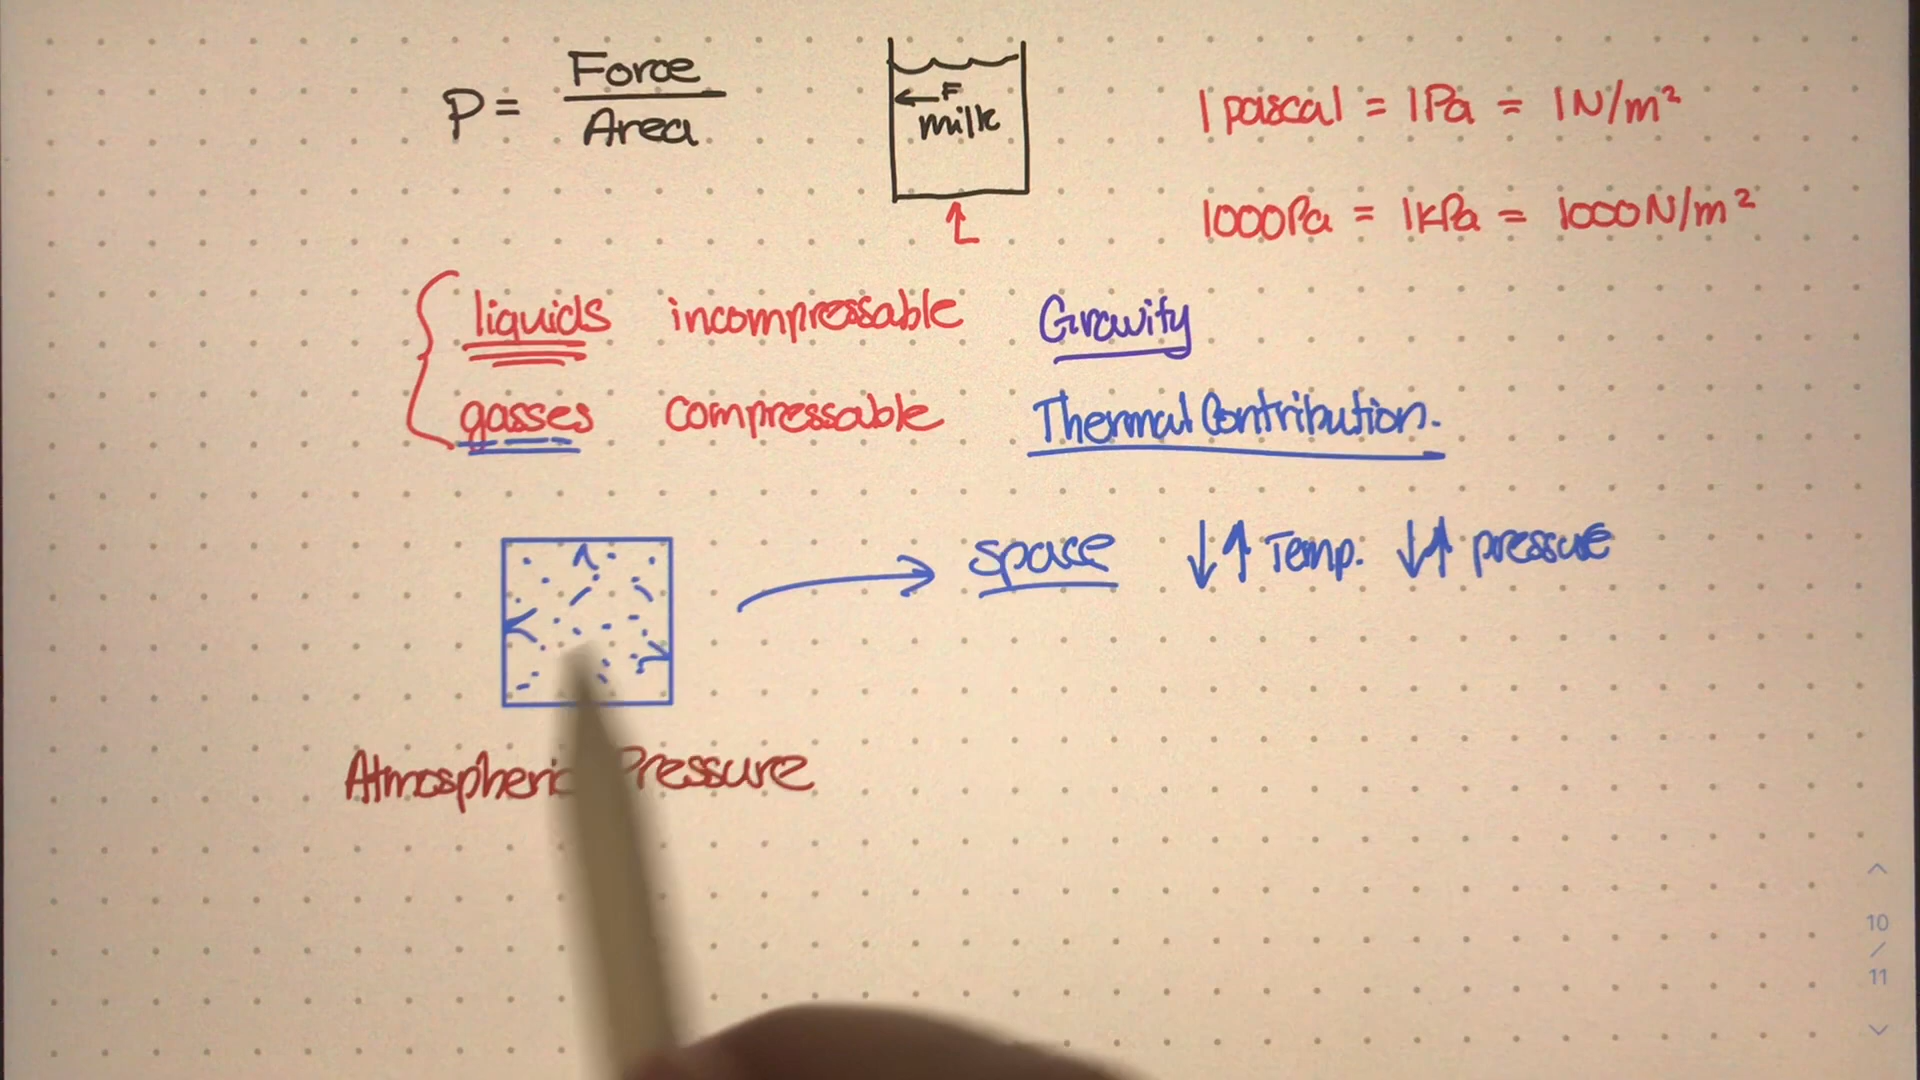 P = Force / Area
F
milk
1 pascal = 1Pa = 1N/m²
1000Pa = 1kPa = 1000N/m²
liquids incompressable Gravity
gasses compressable Thermal Contribution.
space ↓↑ Temp. ↓↑ pressure
Atmospheric Pressure
10
/
11